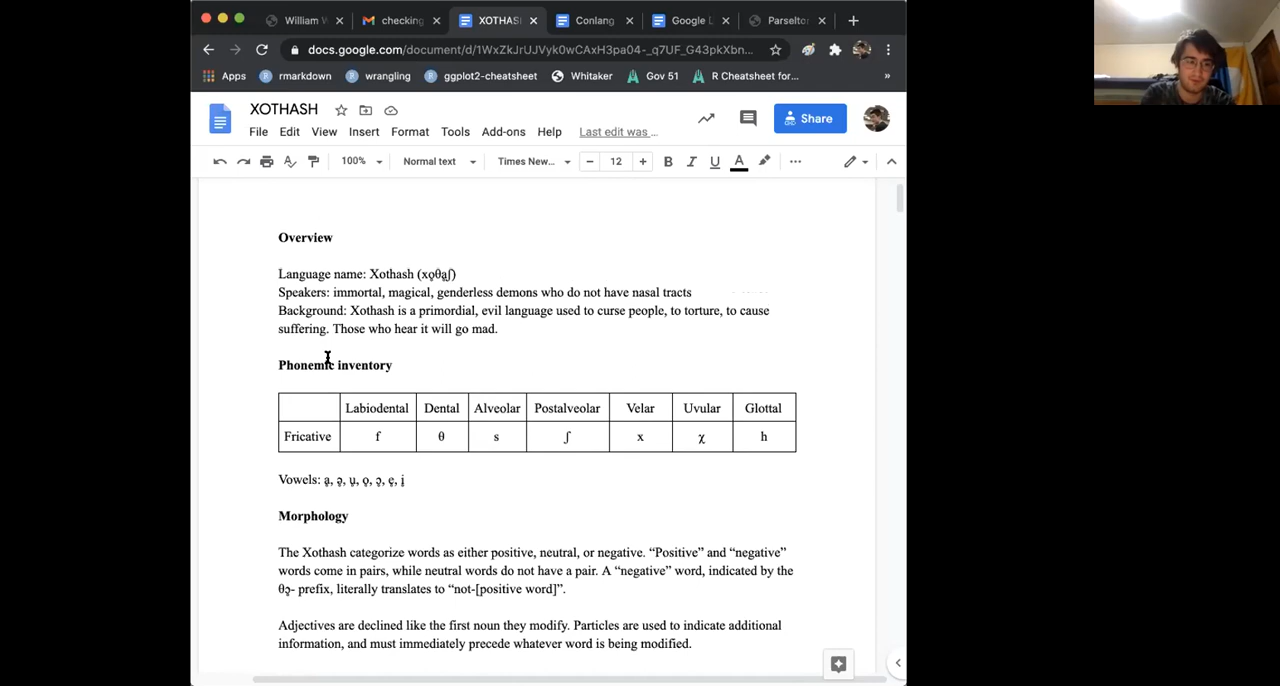 William W
checking
XOTHASH
Conlang
Google L
Parselton
docs.google.com/document/d/1WxZkJrUJVyk0wCAxH3pa04-_q7UF_G43pkXbn...
Apps rmarkdown wrangling ggplot2-cheatsheet Whitaker Gov 51 R Cheatsheet for... »
XOTHASH
Share
File Edit View Insert Format Tools Add-ons Help Last edit was ...
100% Normal text Times New... − 12 + B I U A
Overview
Language name: Xothash (xo̤θa̤ʃ)
Speakers: immortal, magical, genderless demons who do not have nasal tracts
Background: Xothash is a primordial, evil language used to curse people, to torture, to cause
suffering. Those who hear it will go mad.
Phonemic inventory
Labiodental Dental Alveolar Postalveolar Velar Uvular Glottal
Fricative f θ s ʃ x χ h
Vowels: a̤, ə̤, ṳ, o̤, ɔ̤, e̤, i̤
Morphology
The Xothash categorize words as either positive, neutral, or negative. “Positive” and “negative”
words come in pairs, while neutral words do not have a pair. A “negative” word, indicated by the
θɔ̤- prefix, literally translates to “not-[positive word]”.
Adjectives are declined like the first noun they modify. Particles are used to indicate additional
information, and must immediately precede whatever word is being modified.